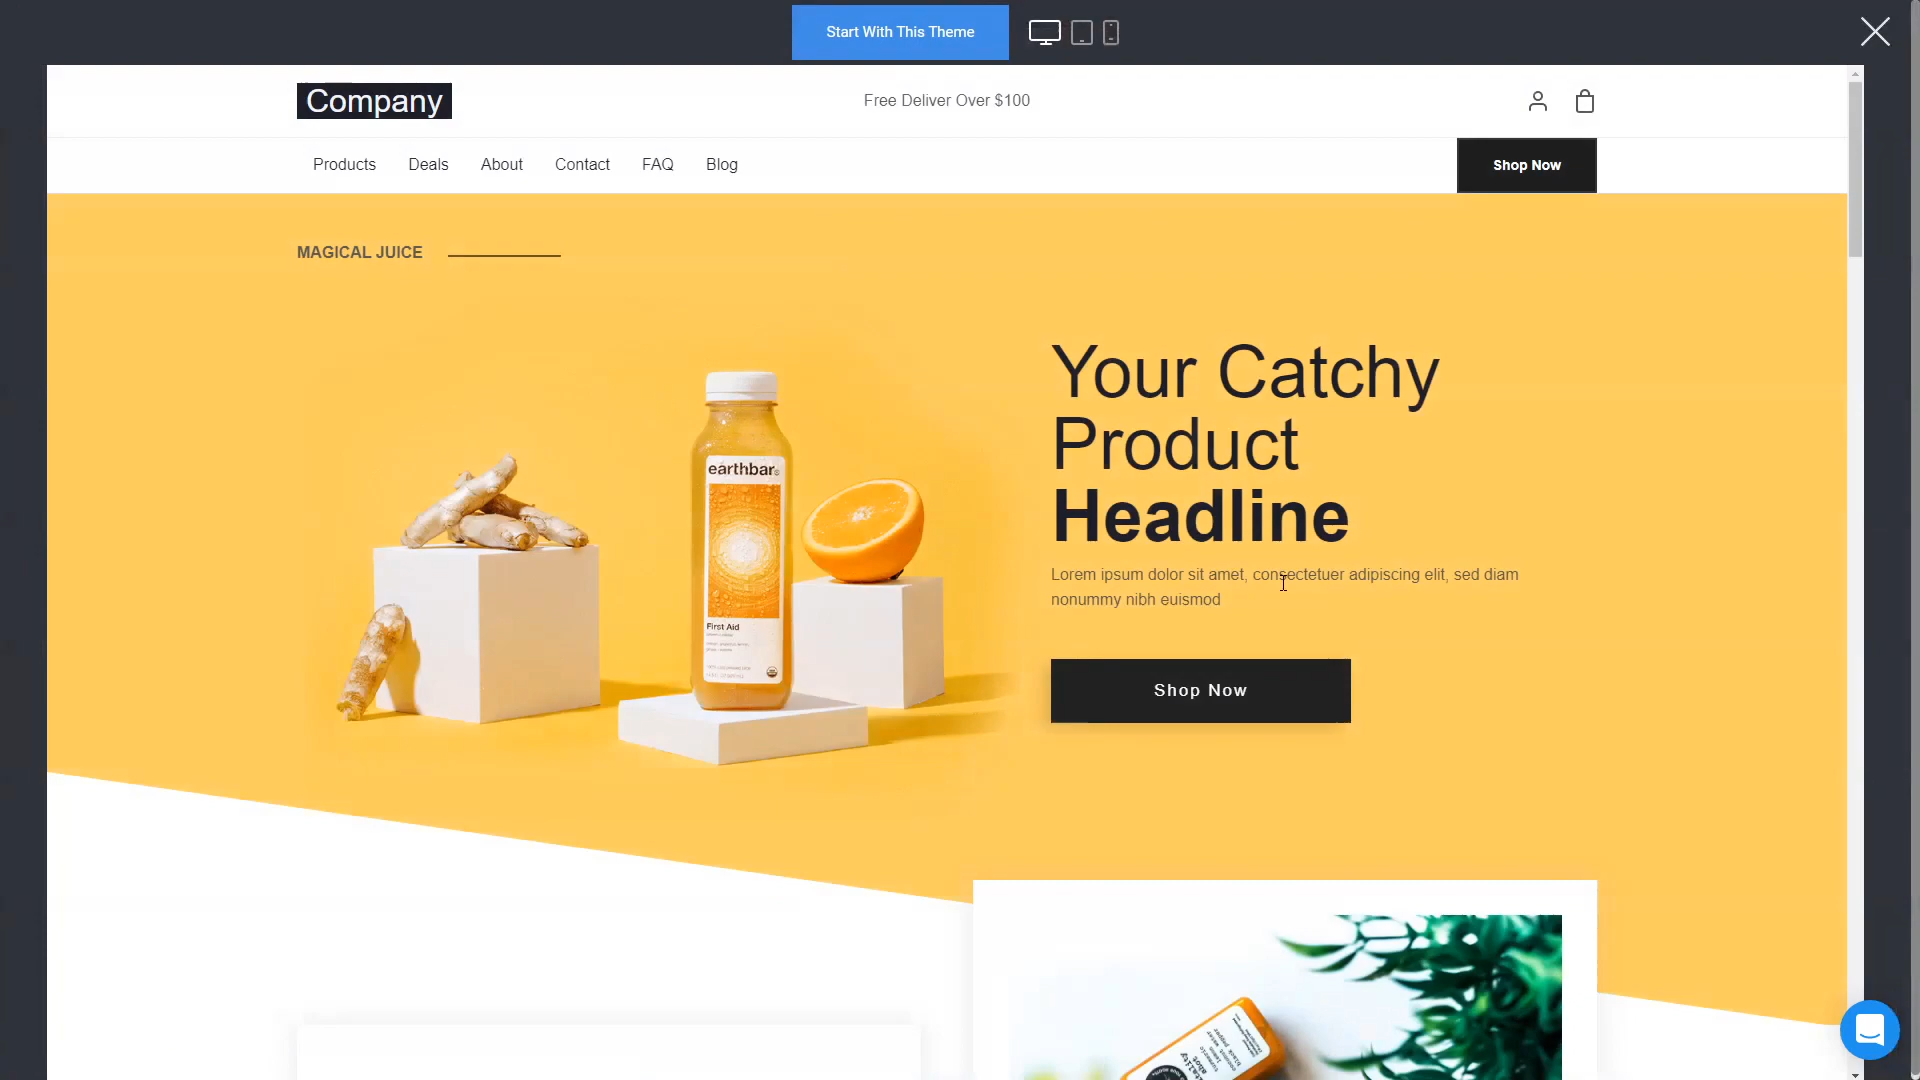 Start With This Theme
Company
Free Deliver Over $100
Products Deals About Contact FAQ Blog
Shop Now
MAGICAL JUICE
Your Catchy
Product
Headline
Lorem ipsum dolor sit amet, consectetuer adipiscing elit, sed diam
nonummy nibh euismod
Shop Now
earthbar
First Aid